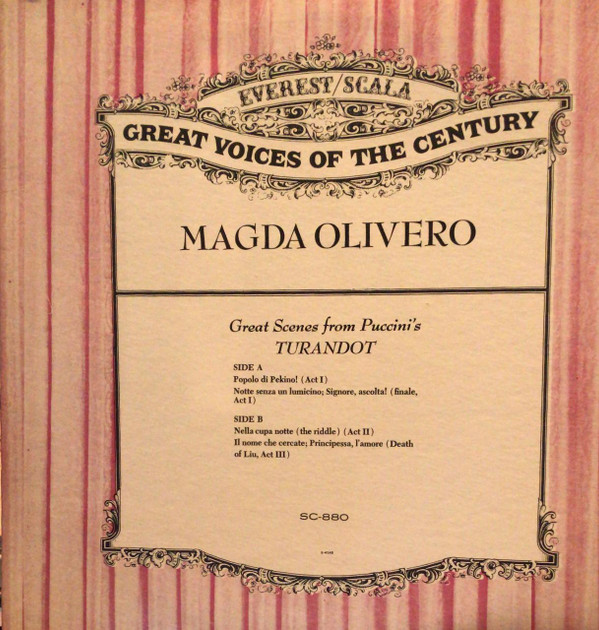 EVEREST/SCALA
GREAT VOICES OF THE CENTURY
MAGDA OLIVERO
Great Scenes from Puccini's
TURANDOT
SIDE A
Popolo di Pekino! (Act I)
Notte senza un lumicino; Signore, ascolta! (finale,
Act I)
SIDE B
Nella cupa notte (the riddle) (Act II)
Il nome che cercate; Principessa, l'amore (Death
of Liu, Act III)
SC-880